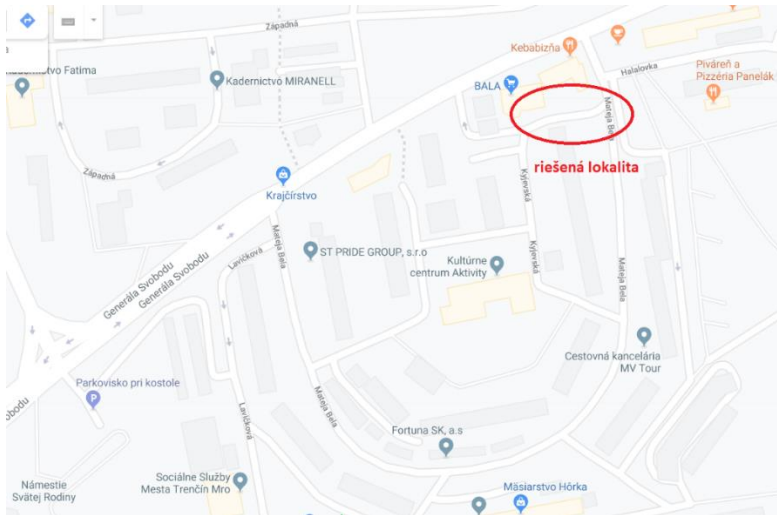 Západná
Kebabizňa
Fatima
Kadernictvo MIRANELL
BALA
Halalovka
Piváreň a
Pizzéria Panelák
Mateja Bela
Západná
riešená lokalita
Krajčírstvo
Kyjevská
Mateja Bela
Lavičková
ST PRIDE GROUP, s.r.o
Kultúrne
centrum Aktivity
Kyjevská
Mateja Bela
Generála Svobodu
Generála Svobodu
Cestovná kancelária
MV Tour
Parkovisko pri kostole
P
Mateja Bela
Lavičková
Fortuna SK, a.s
Námestie
Svätej Rodiny
Sociálne Služby
Mesta Trenčín Mro
Mäsiarstvo Hôrka